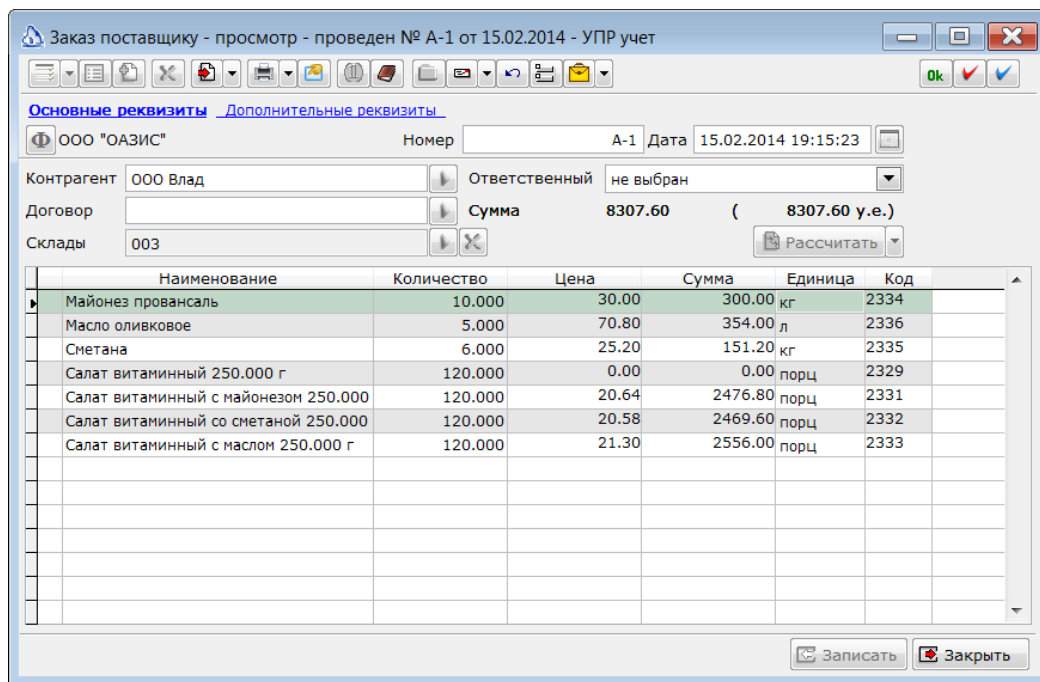 Заказ поставщику - просмотр - проведен № А-1 от 15.02.2014 - УПР учет
Ok
Основные реквизиты Дополнительные реквизиты
Ф ООО "ОАЗИС" Номер А-1 Дата 15.02.2014 19:15:23
Контрагент ООО Влад Ответственный не выбран
Договор Сумма 8307.60 ( 8307.60 у.е.)
Склады 003 Рассчитать
Наименование Количество Цена Сумма Единица Код
Майонез провансаль 10.000 30.00 300.00 кг 2334
Масло оливковое 5.000 70.80 354.00 л 2336
Сметана 6.000 25.20 151.20 кг 2335
Салат витаминный 250.000 г 120.000 0.00 0.00 порц 2329
Салат витаминный с майонезом 250.000 120.000 20.64 2476.80 порц 2331
Салат витаминный со сметаной 250.000 120.000 20.58 2469.60 порц 2332
Салат витаминный с маслом 250.000 г 120.000 21.30 2556.00 порц 2333
Записать Закрыть